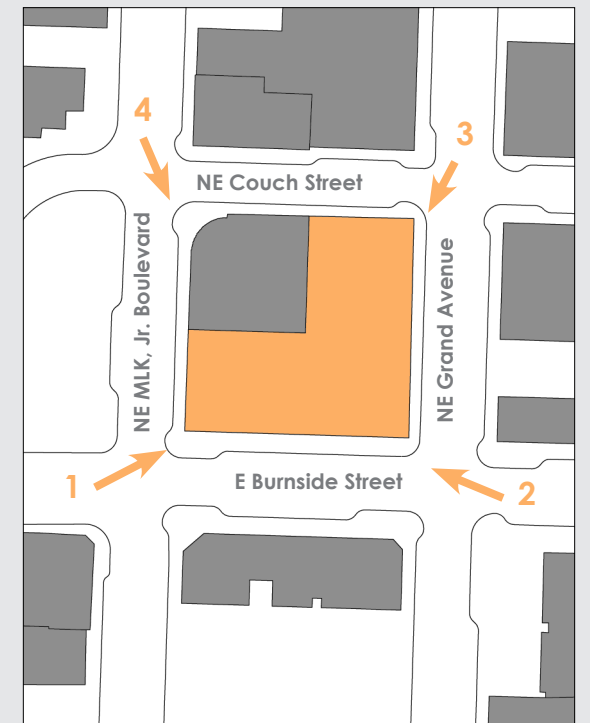 4
3
NE Couch Street
NE MLK, Jr. Boulevard
NE Grand Avenue
1
E Burnside Street
2